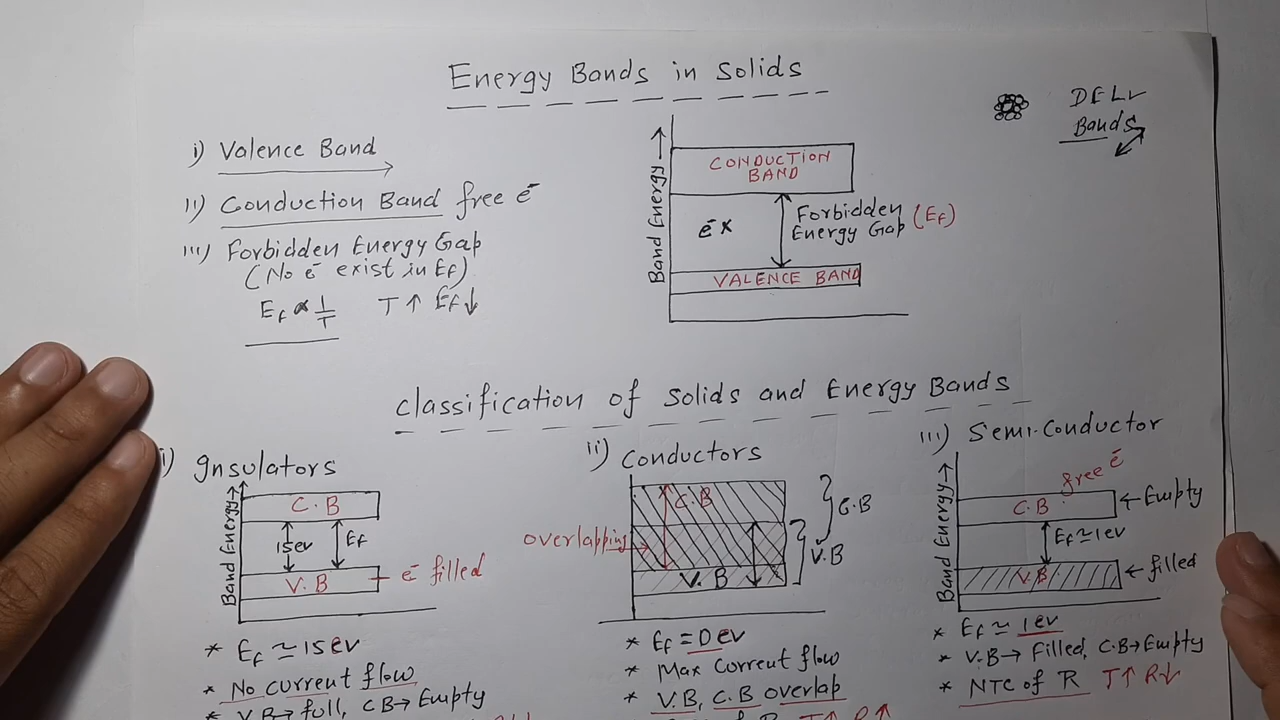 Energy Bands in Solids
DELr
Bands
i) Valence Band
ii) Conduction Band free e⁻
iii) Forbidden Energy Gap
(No e⁻ exist in Ef)
Ef ∝ 1/T T↑ Ef↓
Band Energy →
CONDUCTION
BAND
e⁻ x
Forbidden
Energy Gap (Ef)
VALENCE BAND
Classification of Solids and Energy Bands
i) Insulators
Band Energy →
C.B
15ev
Ef
V.B
e⁻ filled
* Ef ≃ 15ev
* No current flow
* V.B → full, CB → Empty
ii) Conductors
C.B
overlapping
V.B
C.B
V.B
* Ef = 0ev
* Max Current flow
* V.B, C.B overlap
T↑ R↑
iii) Semi-Conductor
Band Energy →
free e⁻
C.B
← Empty
Ef ≃ 1ev
V.B
← filled
* Ef ≃ 1ev
* V.B → Filled, C.B → Empty
* NTC of R T↑ R↓